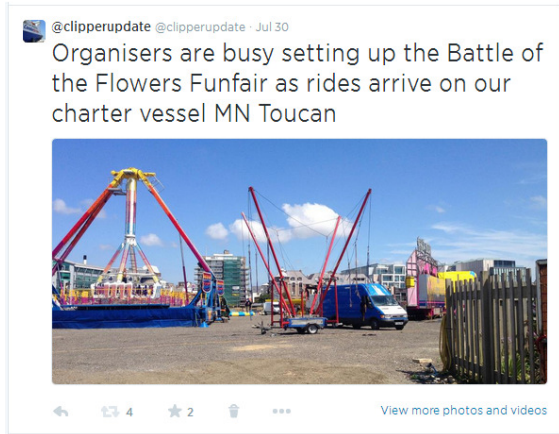 @clipperupdate @clipperupdate · Jul 30
Organisers are busy setting up the Battle of
the Flowers Funfair as rides arrive on our
charter vessel MN Toucan
4
2
View more photos and videos